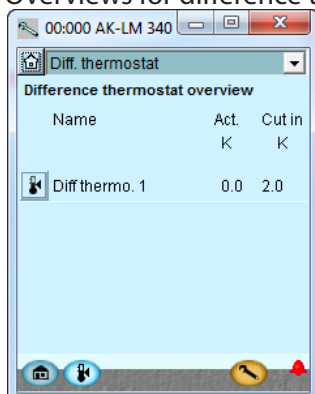 Overviews for difference t
00:000 AK-LM 340
Diff. thermostat
Difference thermostat overview
Name Act. Cut in
K K
Diff thermo. 1 0.0 2.0